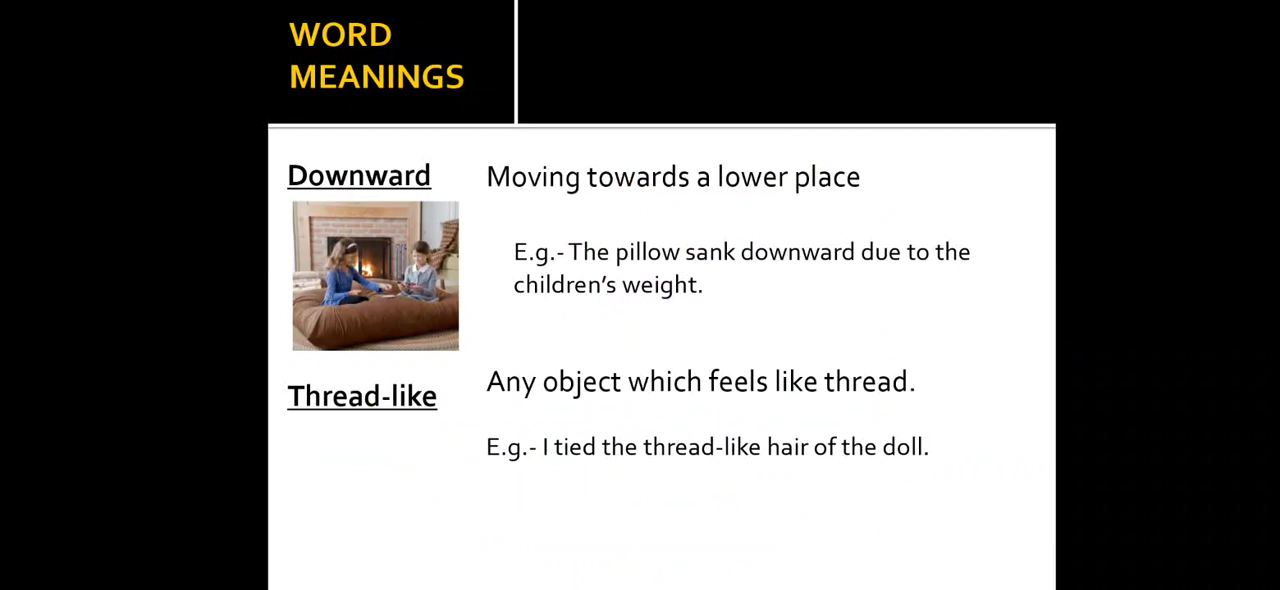 WORD
MEANINGS
Downward
Moving towards a lower place
E.g.- The pillow sank downward due to the
children’s weight.
Thread-like
Any object which feels like thread.
E.g.- I tied the thread-like hair of the doll.